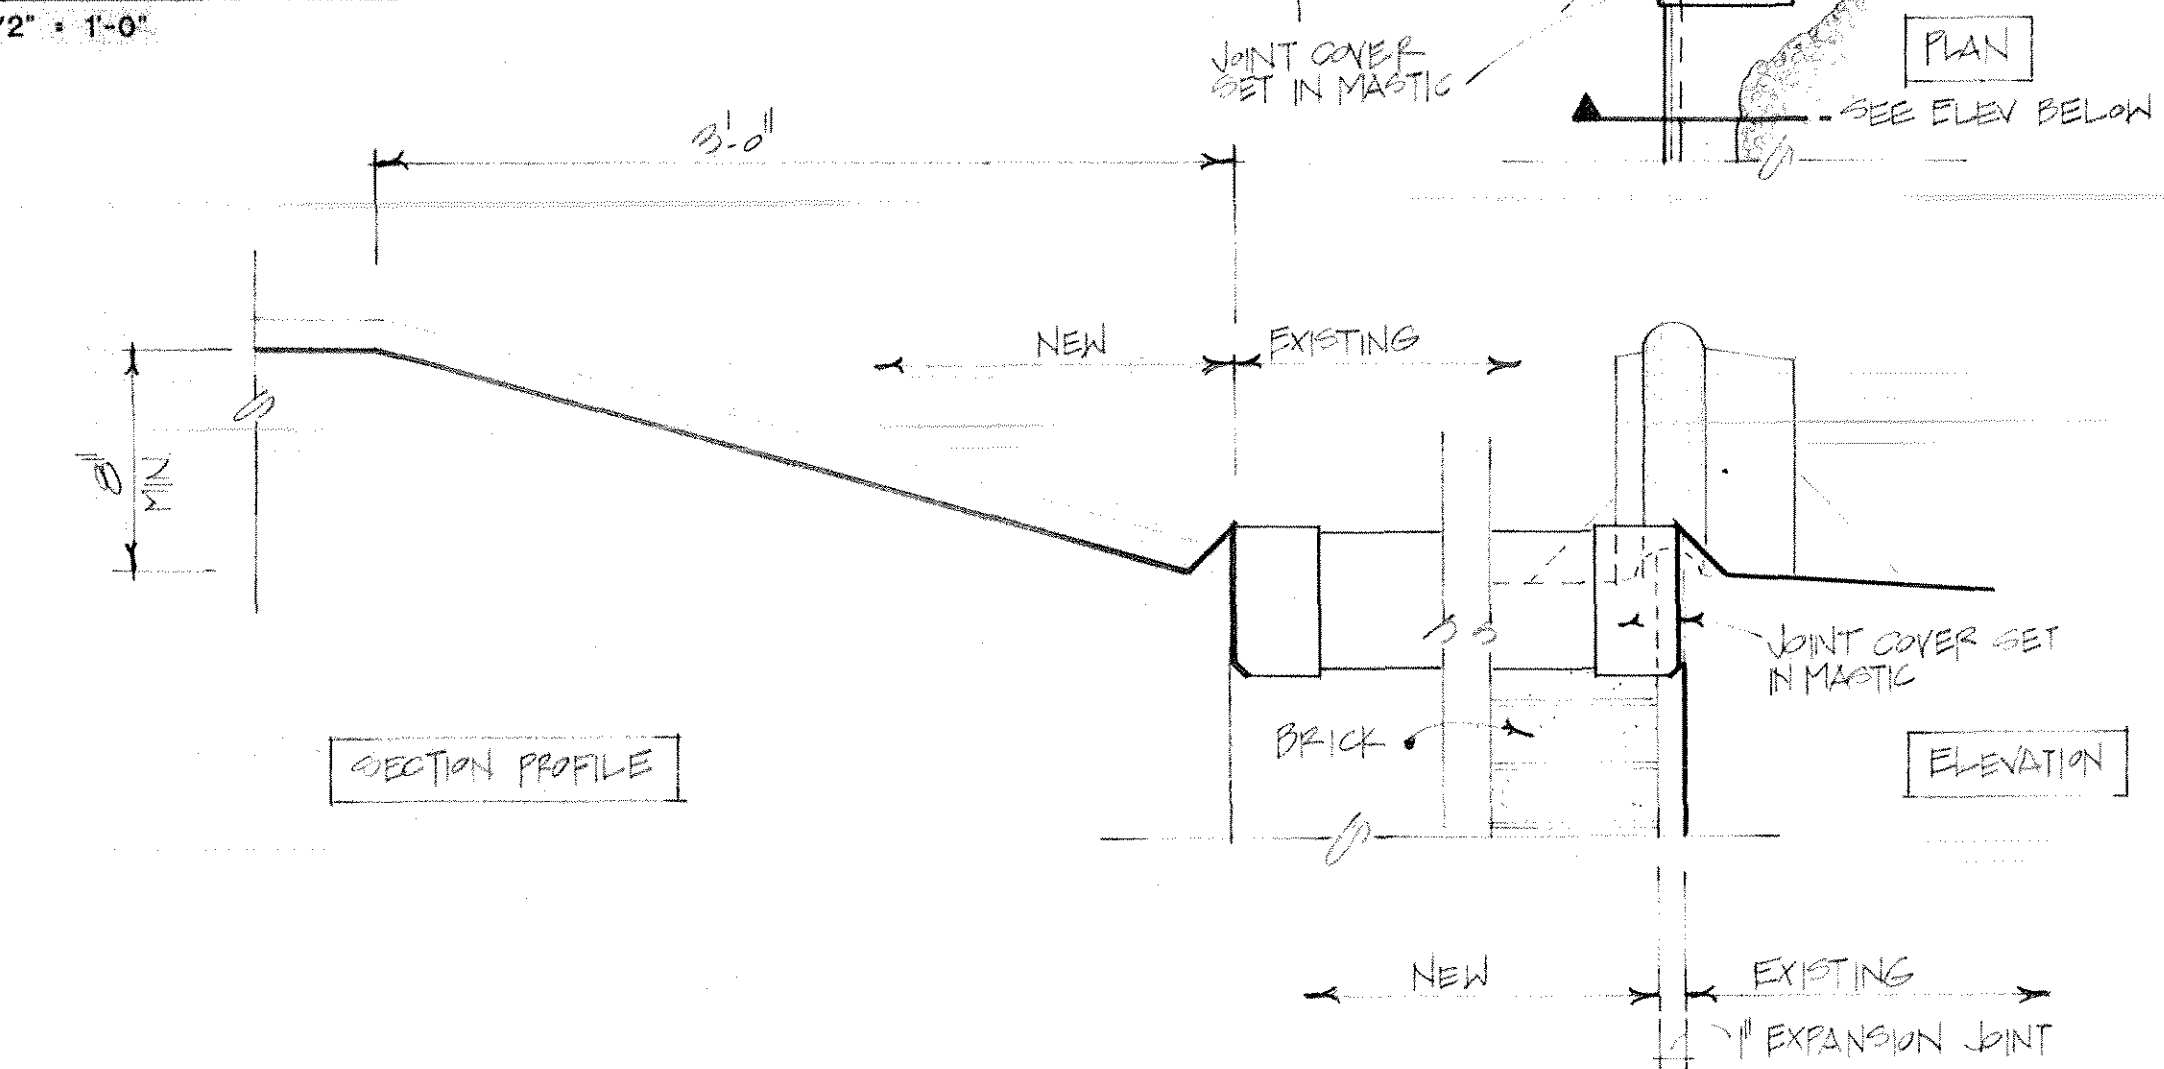 /2" = 1'-0"
JOINT COVER
SET IN MASTIC
PLAN
SEE ELEV BELOW
3'-0"
NEW
EXISTING
8"
MIN
JOINT COVER SET
IN MASTIC
BRICK
SECTION PROFILE
ELEVATION
NEW
EXISTING
1" EXPANSION JOINT